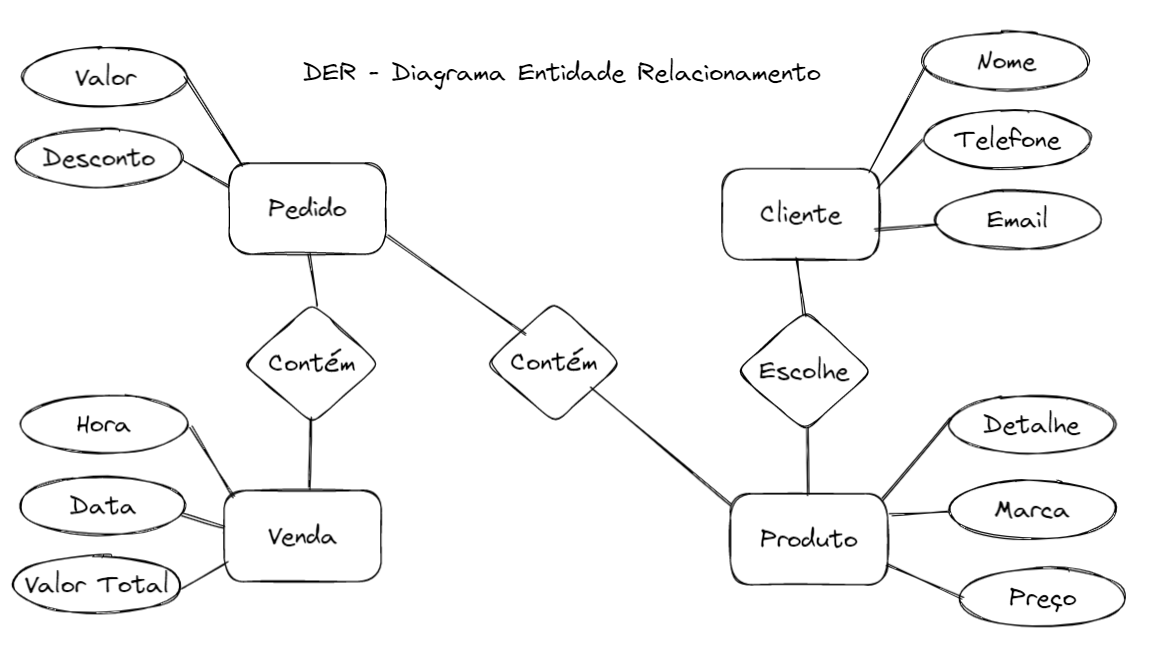 DER - Diagrama Entidade Relacionamento
Valor
Desconto
Pedido
Nome
Telefone
Email
Cliente
Contém
Contém
Escolhe
Hora
Data
Valor Total
Venda
Produto
Detalhe
Marca
Preço